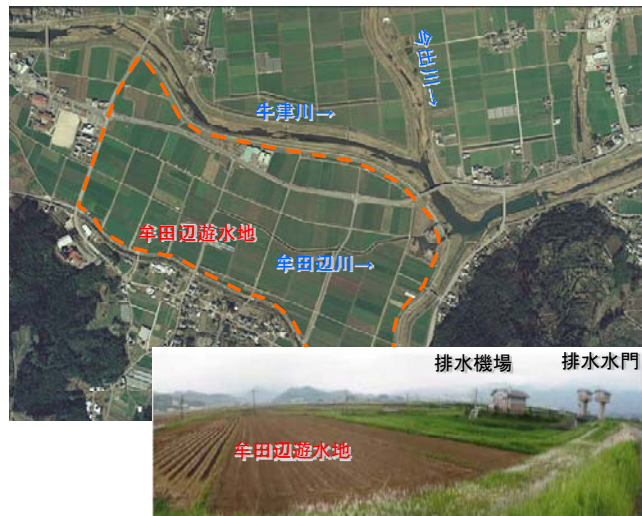 今出川→
牛津川→
牟田辺遊水地
牟田辺川→
排水機場
排水水門
牟田辺遊水地